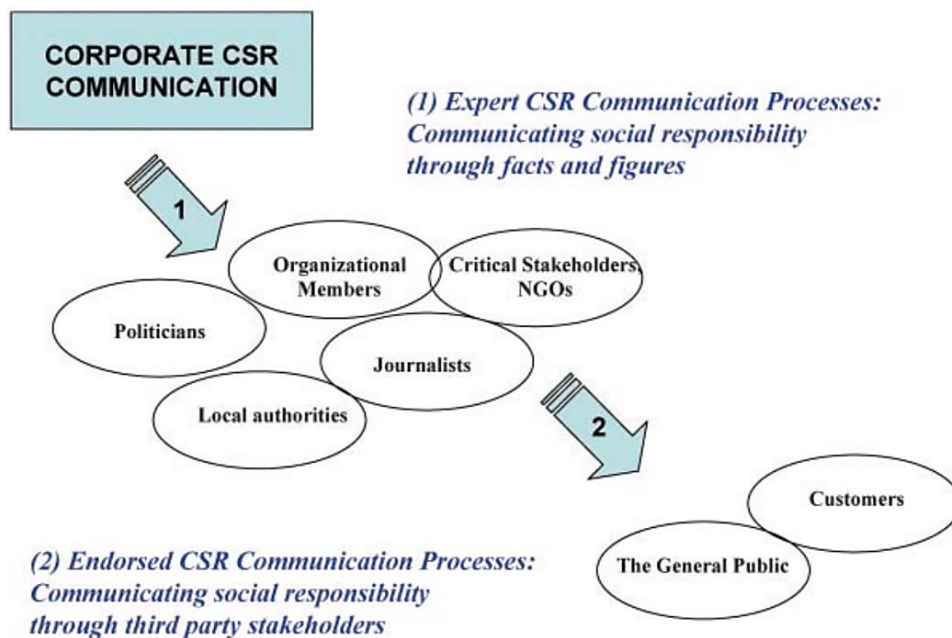 CORPORATE CSR
COMMUNICATION
(1) Expert CSR Communication Processes:
Communicating social responsibility
through facts and figures
1
Organizational
Members
Critical Stakeholders,
NGOs
Politicians
Journalists
Local authorities
2
Customers
The General Public
(2) Endorsed CSR Communication Processes:
Communicating social responsibility
through third party stakeholders